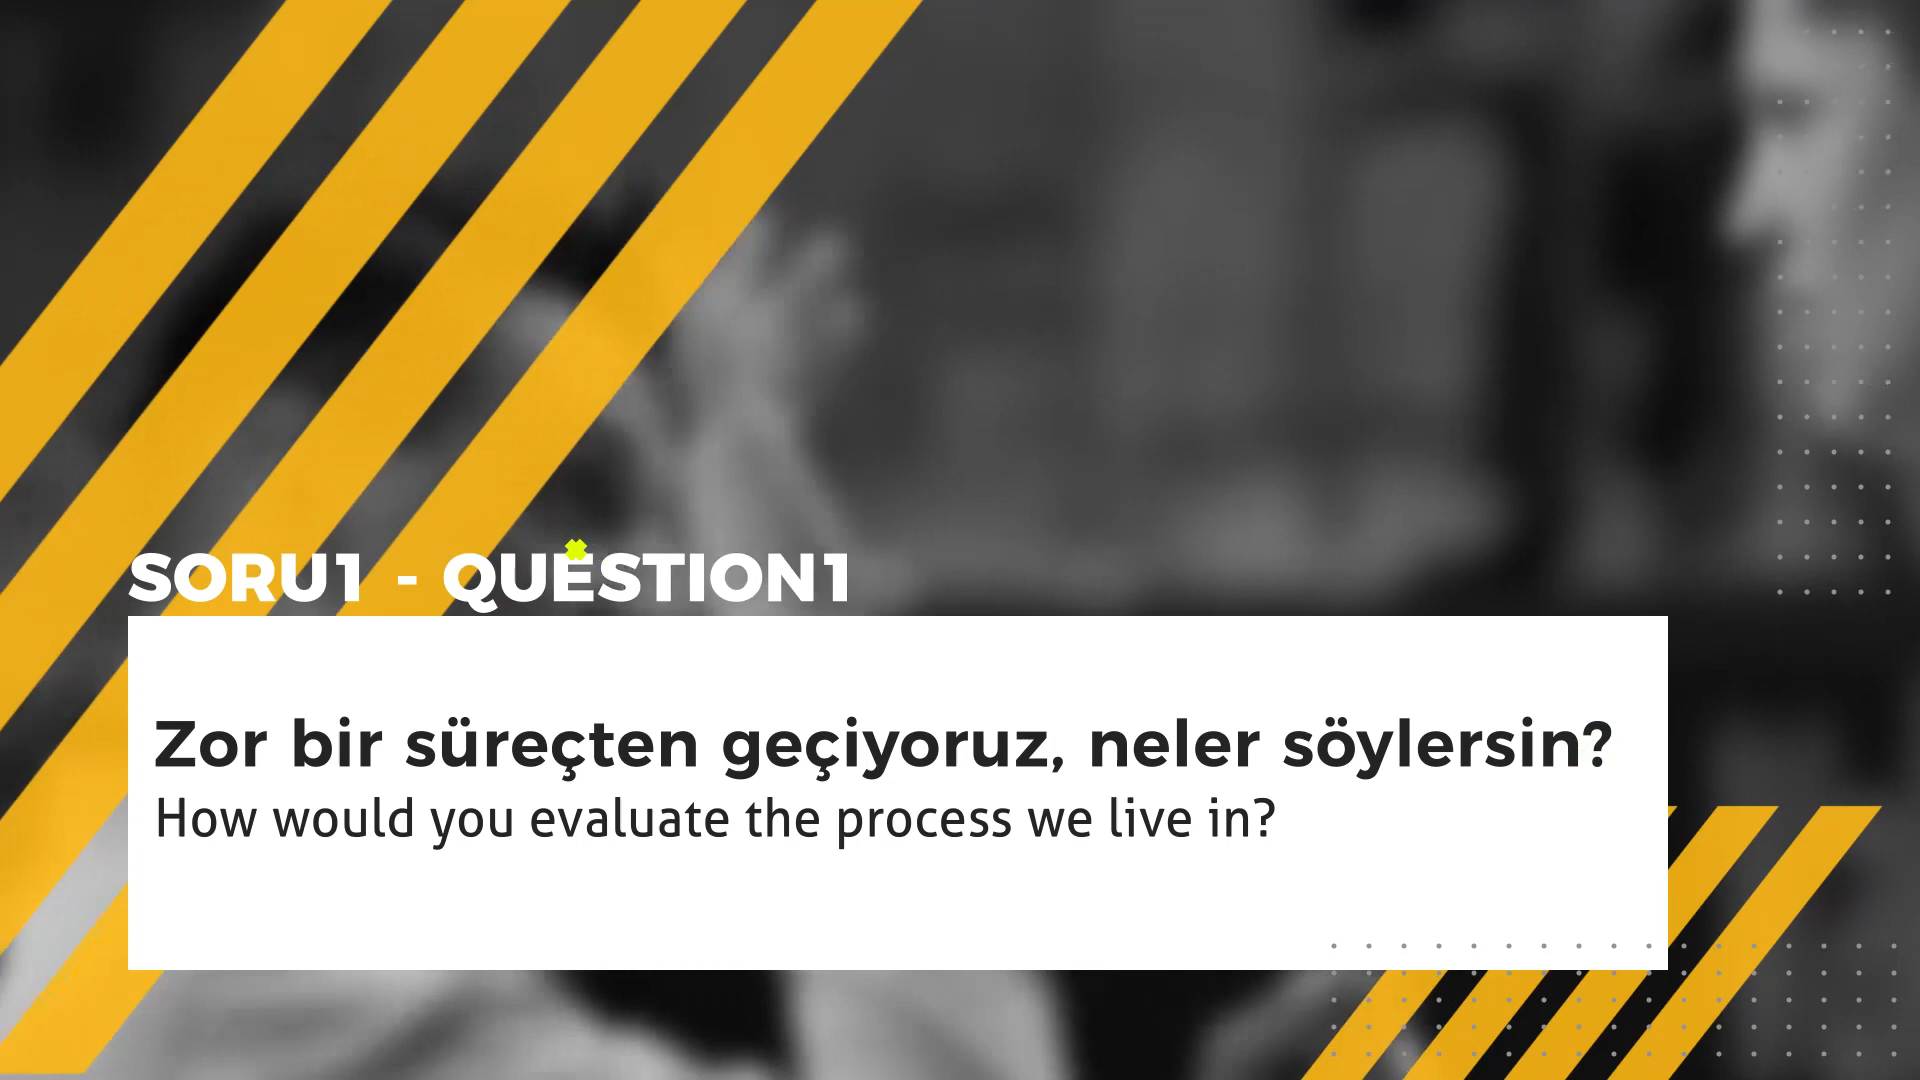 SORU1 - QUESTION1
Zor bir süreçten geçiyoruz, neler söylersin?
How would you evaluate the process we live in?